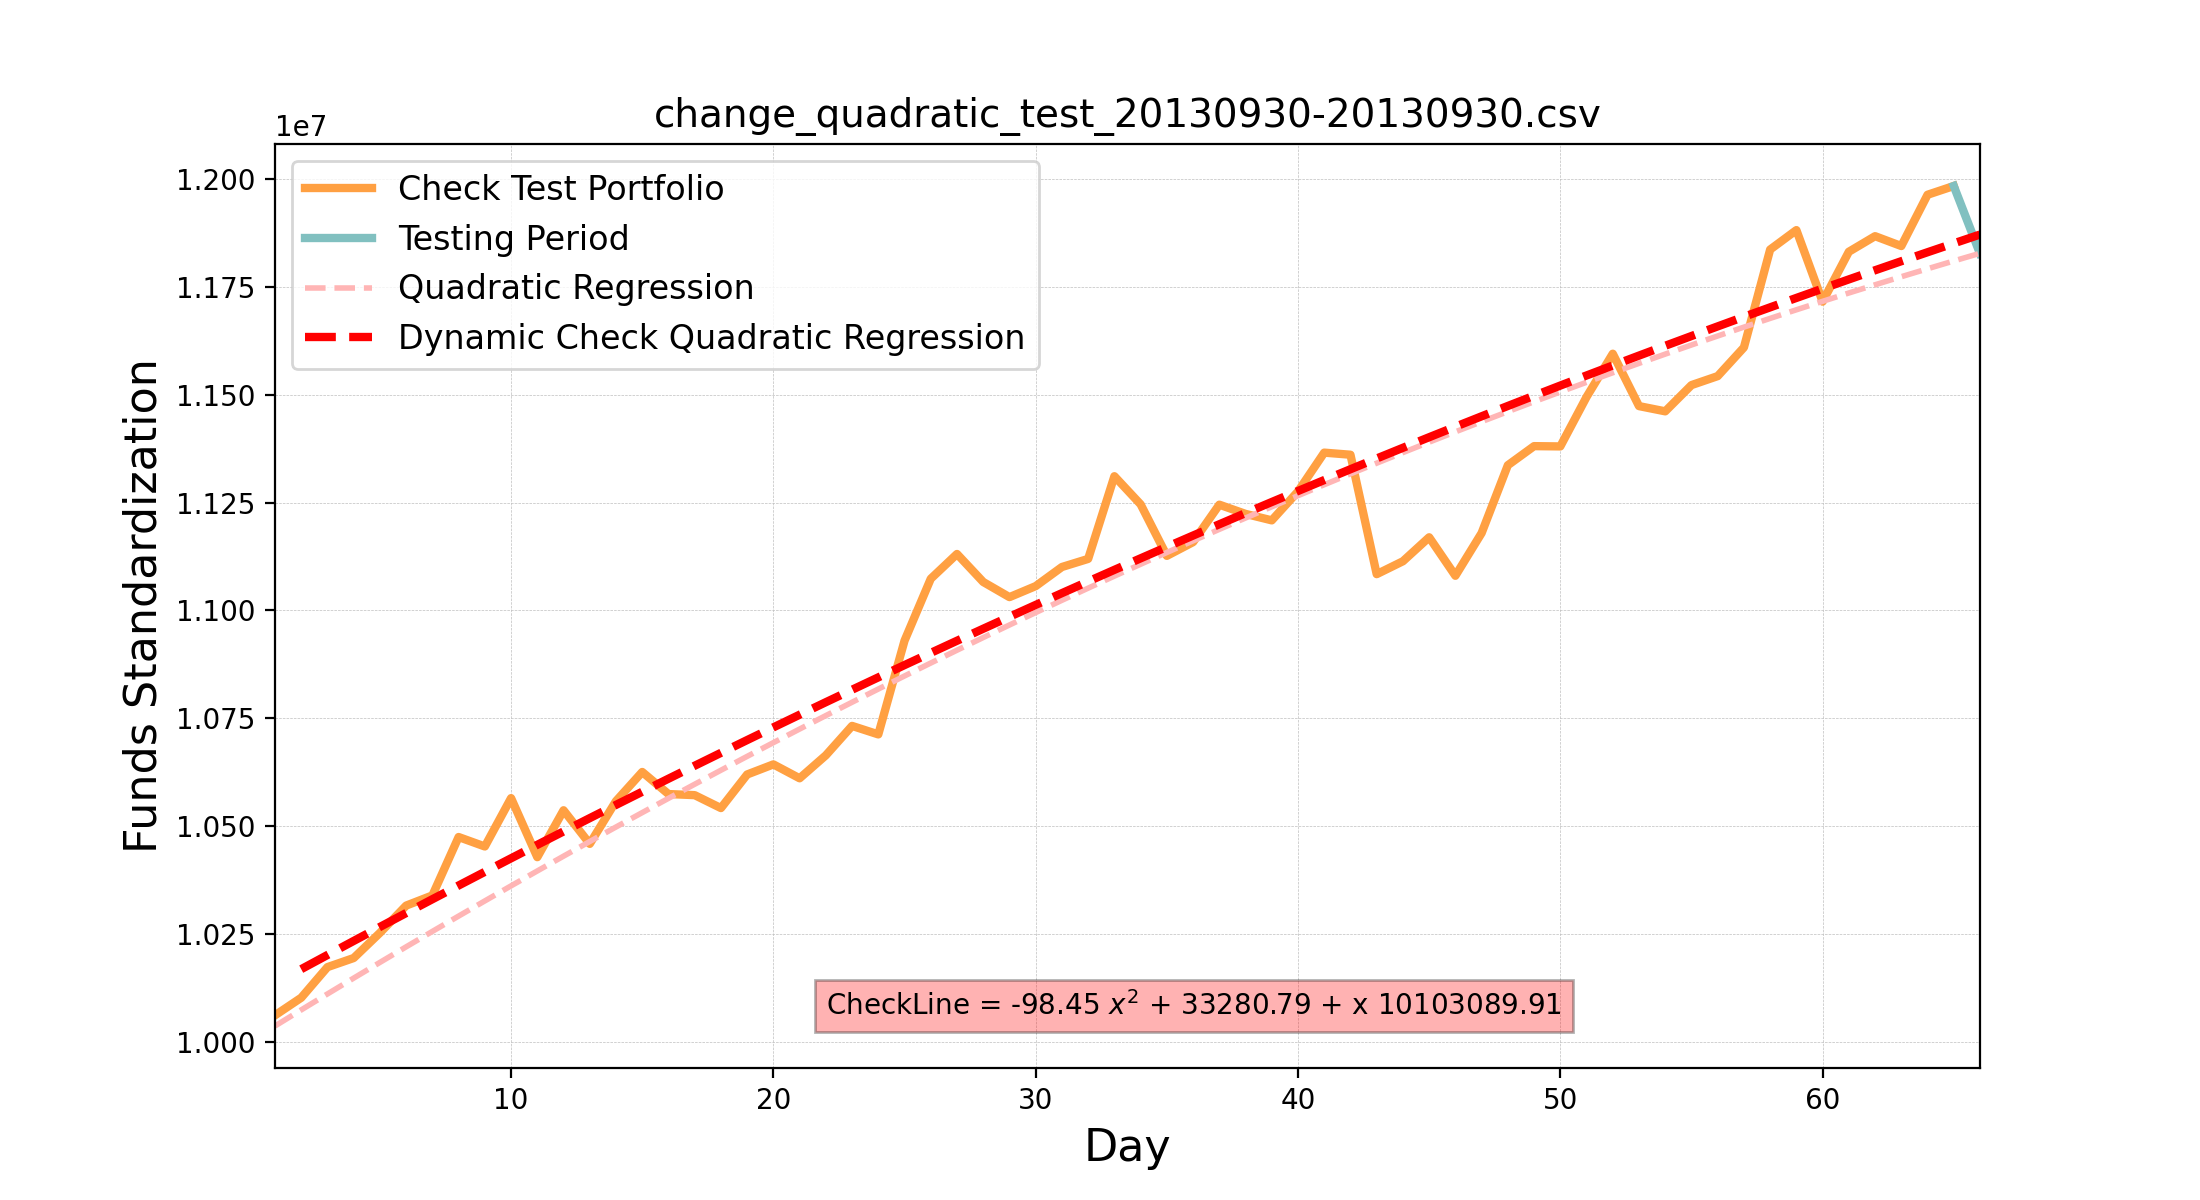 change_quadratic_test_20130930-20130930.csv
1e7
Check Test Portfolio
Testing Period
Quadratic Regression
Dynamic Check Quadratic Regression
Funds Standardization
1.200
1.175
1.150
1.125
1.100
1.075
1.050
1.025
1.000
CheckLine = -98.45 x² + 33280.79 + x 10103089.91
10 20 30 40 50 60
Day